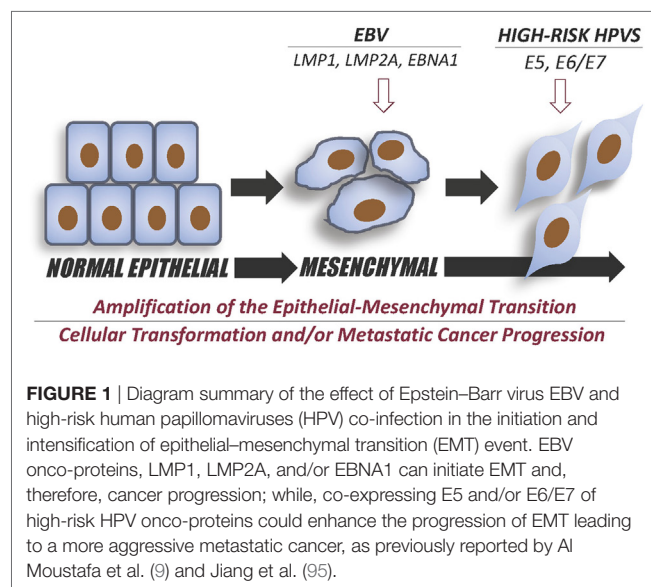 EBV
LMP1, LMP2A, EBNA1
HIGH-RISK HPVS
E5, E6/E7
NORMAL EPITHELIAL
MESENCHYMAL
Amplification of the Epithelial-Mesenchymal Transition
Cellular Transformation and/or Metastatic Cancer Progression
FIGURE 1 | Diagram summary of the effect of Epstein–Barr virus EBV and
high-risk human papillomaviruses (HPV) co-infection in the initiation and
intensification of epithelial–mesenchymal transition (EMT) event. EBV
onco-proteins, LMP1, LMP2A, and/or EBNA1 can initiate EMT and,
therefore, cancer progression; while, co-expressing E5 and/or E6/E7 of
high-risk HPV onco-proteins could enhance the progression of EMT leading
to a more aggressive metastatic cancer, as previously reported by Al
Moustafa et al. (9) and Jiang et al. (95).